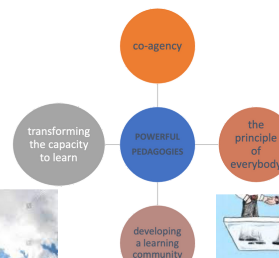 co-agency
transforming
the capacity
to learn
POWERFUL
PEDAGOGIES
the
principle
of
everybody
developing
a learning
community